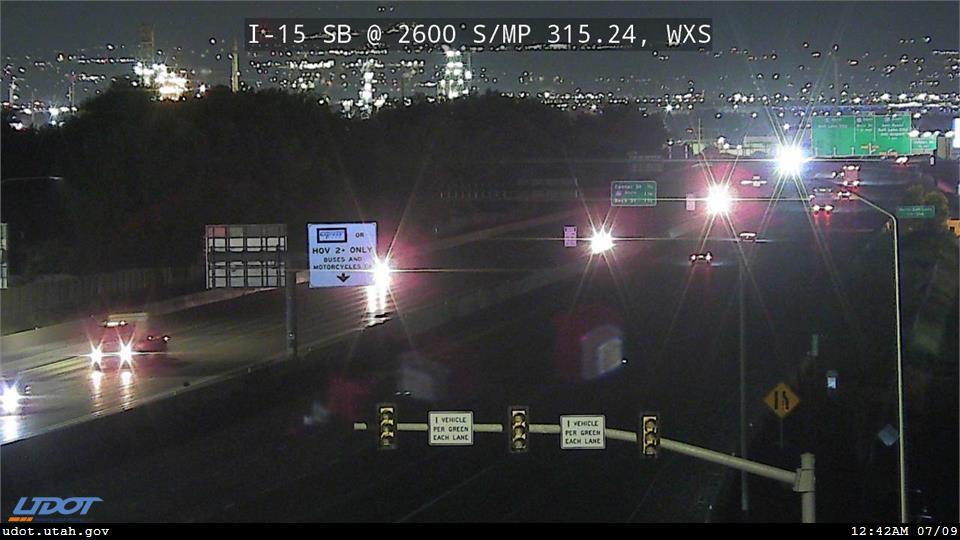 I-15 SB @ 2600 S/MP 315.24, WXS
OR
HOV 2+ ONLY
BUSES AND
MOTORCYCLES OK
1 VEHICLE
PER GREEN
EACH LANE
1 VEHICLE
PER GREEN
EACH LANE
UDOT
udot.utah.gov
12:42AM 07/09